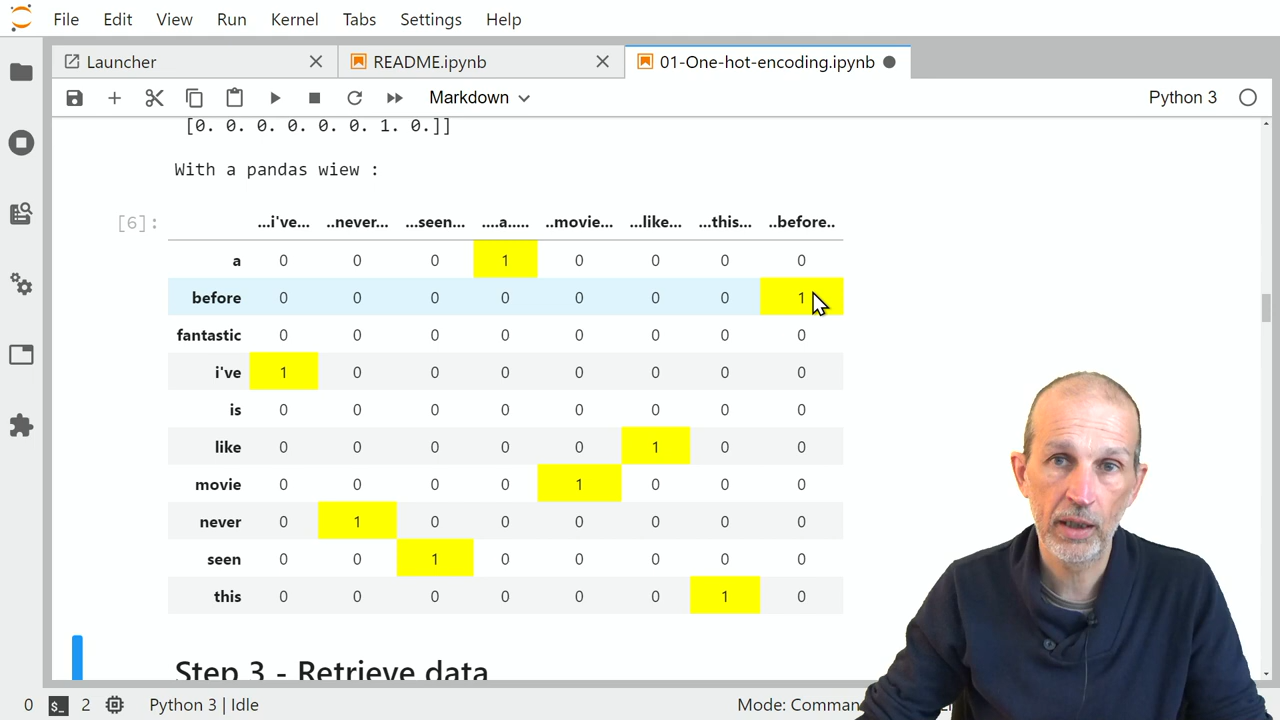 File Edit View Run Kernel Tabs Settings Help
Launcher README.ipynb 01-One-hot-encoding.ipynb
Markdown Python 3
[0. 0. 0. 0. 0. 0. 1. 0.]]
With a pandas wiew :
[6]: ...i've... ..never... ...seen... ....a..... ..movie... ...like... ...this... ..before..
a 0 0 0 1 0 0 0 0
before 0 0 0 0 0 0 0 1
fantastic 0 0 0 0 0 0 0 0
i've 1 0 0 0 0 0 0 0
is 0 0 0 0 0 0 0 0
like 0 0 0 0 0 1 0 0
movie 0 0 0 0 1 0 0 0
never 0 1 0 0 0 0 0 0
seen 0 0 1 0 0 0 0 0
this 0 0 0 0 0 0 1 0
Step 3 - Retrieve data
0 $_ 2 Python 3 | Idle Mode: Comman